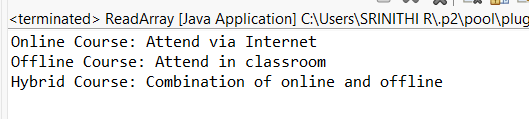 <terminated> ReadArray [Java Application] C:\Users\SRINITHI R\.p2\pool\plug
Online Course: Attend via Internet
Offline Course: Attend in classroom
Hybrid Course: Combination of online and offline